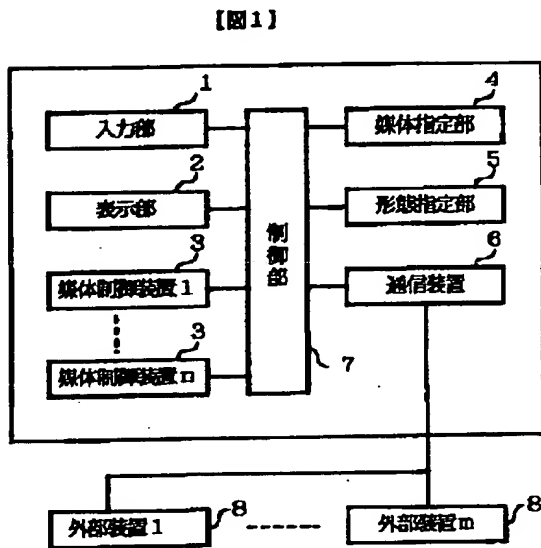 【図1】
1
入力部
2
表示部
3
媒体制御装置1
3
媒体制御装置n
制御部
7
4
媒体指定部
5
形態指定部
6
通信装置
外部装置1
8
外部装置m
8